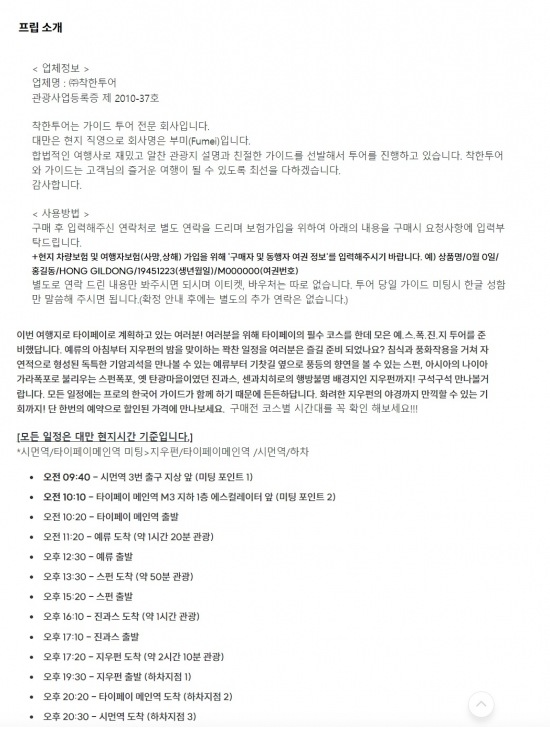 프립 소개
< 업체정보 >
업체명 : ㈜착한투어
관광사업등록증 제 2010-37호
착한투어는 가이드 투어 전문 회사입니다.
대만은 현지 직영으로 회사명은 부미(Fumei)입니다.
합법적인 여행사로 재밌고 알찬 관광지 설명과 친절한 가이드를 선발해서 투어를 진행하고 있습니다. 착한투어
와 가이드는 고객님의 즐거운 여행이 될 수 있도록 최선을 다하겠습니다.
감사합니다.
< 사용방법 >
구매 후 입력해주신 연락처로 별도 연락을 드리며 보험가입을 위하여 아래의 내용을 구매시 요청사항에 입력부
탁드립니다.
+현지 차량보험 및 여행자보험(사망,상해) 가입을 위해 '구매자 및 동행자 여권 정보'를 입력해주시기 바랍니다. 예) 상품명/0월 0일/
홍길동/HONG GILDONG/19451223(생년월일)/M000000(여권번호)
별도로 연락 드린 내용만 봐주시면 되시며 이티켓, 바우처는 따로 없습니다. 투어 당일 가이드 미팅시 한글 성함
만 말씀해 주시면 됩니다.(확정 안내 후에는 별도의 추가 연락은 없습니다.)
이번 여행지로 타이페이로 계획하고 있는 여러분! 여러분을 위해 타이페이의 필수 코스를 한데 모은 예.스.폭.진.지 투어를 준
비했답니다. 예류의 아침부터 지우펀의 밤을 맞이하는 꽉찬 일정을 여러분은 즐길 준비 되었나요? 침식과 풍화작용을 거쳐 자
연적으로 형성된 독특한 기암괴석을 만나볼 수 있는 예류부터 기찻길 옆으로 풍등의 향연을 볼 수 있는 스펀, 아시아의 나이아
가라폭포로 불리우는 스펀폭포, 옛 탄광마을이였던 진과스, 센과치히로의 행방불명 배경지인 지우펀까지! 구석구석 만나볼거
랍니다. 모든 일정에는 프로의 한국어 가이드가 함께 하기 때문에 든든하답니다. 화려한 지우펀의 야경까지 만끽할 수 있는 기
회까지! 단 한번의 예약으로 할인된 가격에 만나보세요. 구매전 코스별 시간대를 꼭 확인 해보세요!!!
[모든 일정은 대만 현지시간 기준입니다.]
*시먼역/타이페이메인역 미팅>지우펀/타이페이메인역 /시먼역/하차
• 오전 09:40 – 시먼역 3번 출구 지상 앞 (미팅 포인트 1)
• 오전 10:10 – 타이페이 메인역 M3 지하 1층 에스컬레이터 앞 (미팅 포인트 2)
• 오전 10:20 – 타이페이 메인역 출발
• 오전 11:20 – 예류 도착 (약 1시간 20분 관광)
• 오후 12:30 – 예류 출발
• 오후 13:30 – 스펀 도착 (약 50분 관광)
• 오후 15:20 – 스펀 출발
• 오후 16:10 – 진과스 도착 (약 1시간 관광)
• 오후 17:10 – 진과스 출발
• 오후 17:20 – 지우펀 도착 (약 2시간 10분 관광)
• 오후 19:30 – 지우펀 출발 (하차지점 1)
• 오후 20:20 – 타이페이 메인역 도착 (하차지점 2)
• 오후 20:30 – 시먼역 도착 (하차지점 3)